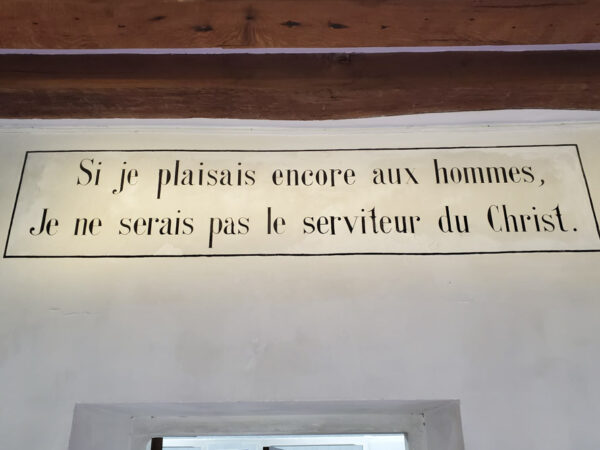 Si je plaisais encore aux hommes,
Je ne serais pas le serviteur du Christ.